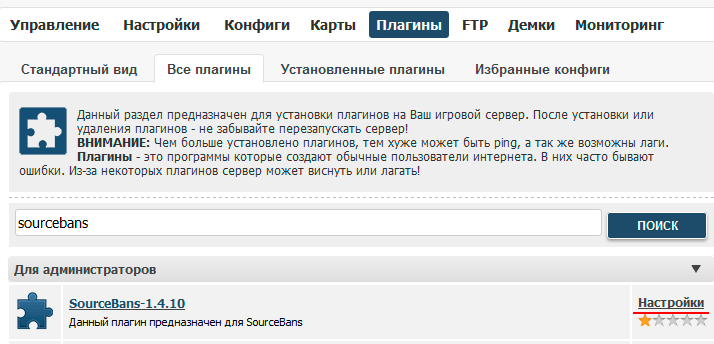 Управление Настройки Конфиги Карты Плагины FTP Демки Мониторинг
Стандартный вид Все плагины Установленные плагины Избранные конфиги
Данный раздел предназначен для установки плагинов на Ваш игровой сервер. После установки или
удаления плагинов - не забывайте перезапускать сервер!
ВНИМАНИЕ: Чем больше установлено плагинов, тем хуже может быть ping, а так же возможны лаги.
Плагины - это программы которые создают обычные пользователи интернета. В них часто бывают
ошибки. Из-за некоторых плагинов сервер может виснуть или лагать!
sourcebans ПОИСК
Для администраторов
SourceBans-1.4.10 Настройки
Данный плагин предназначен для SourceBans